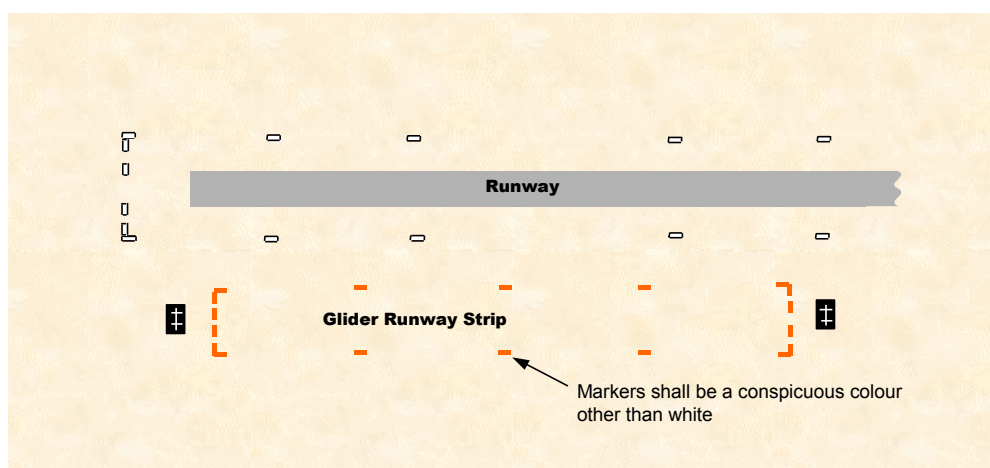 Runway
Glider Runway Strip
Markers shall be a conspicuous colour
other than white